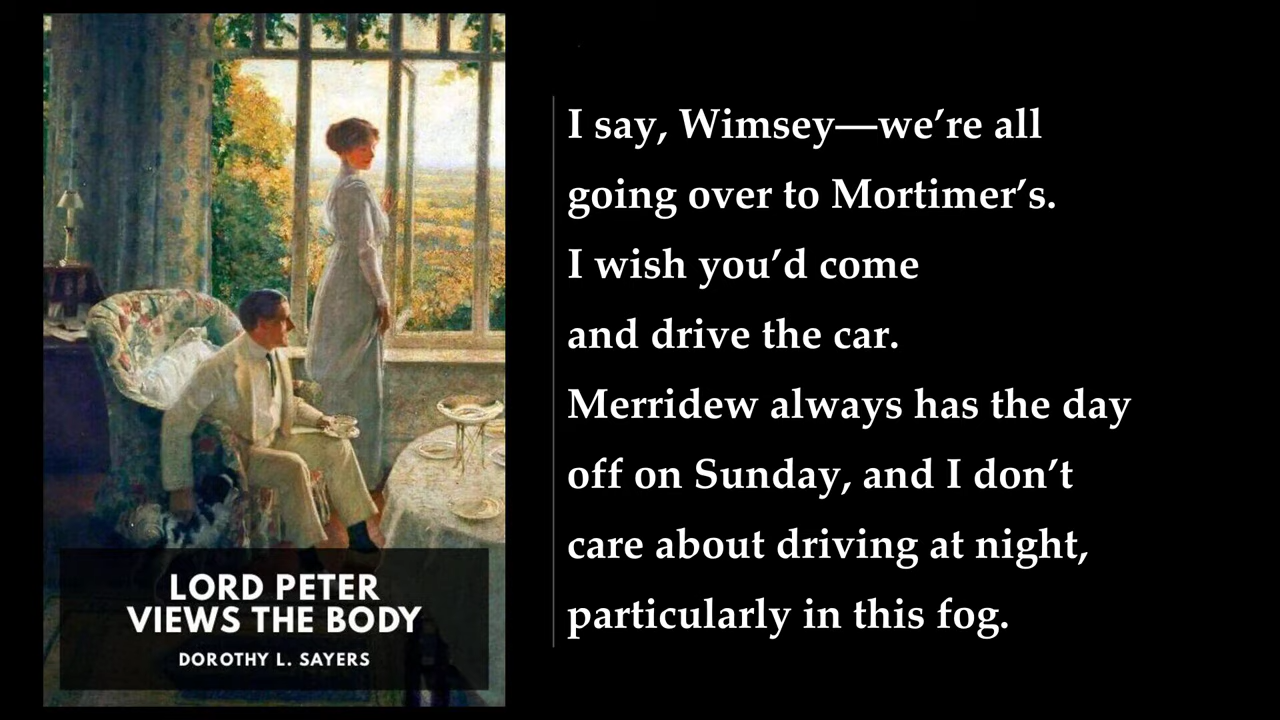 LORD PETER
VIEWS THE BODY
DOROTHY L. SAYERS
I say, Wimsey—we’re all
going over to Mortimer’s.
I wish you’d come
and drive the car.
Merridew always has the day
off on Sunday, and I don’t
care about driving at night,
particularly in this fog.